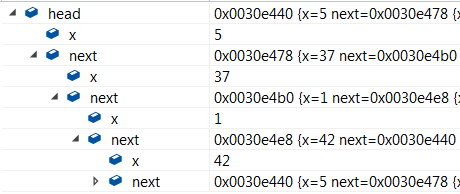 head 0x0030e440 {x=5 next=0x0030e478 {x
x 5
next 0x0030e478 {x=37 next=0x0030e4b0 {
x 37
next 0x0030e4b0 {x=1 next=0x0030e4e8 {x
x 1
next 0x0030e4e8 {x=42 next=0x0030e440 {
x 42
next 0x0030e440 {x=5 next=0x0030e478 {x